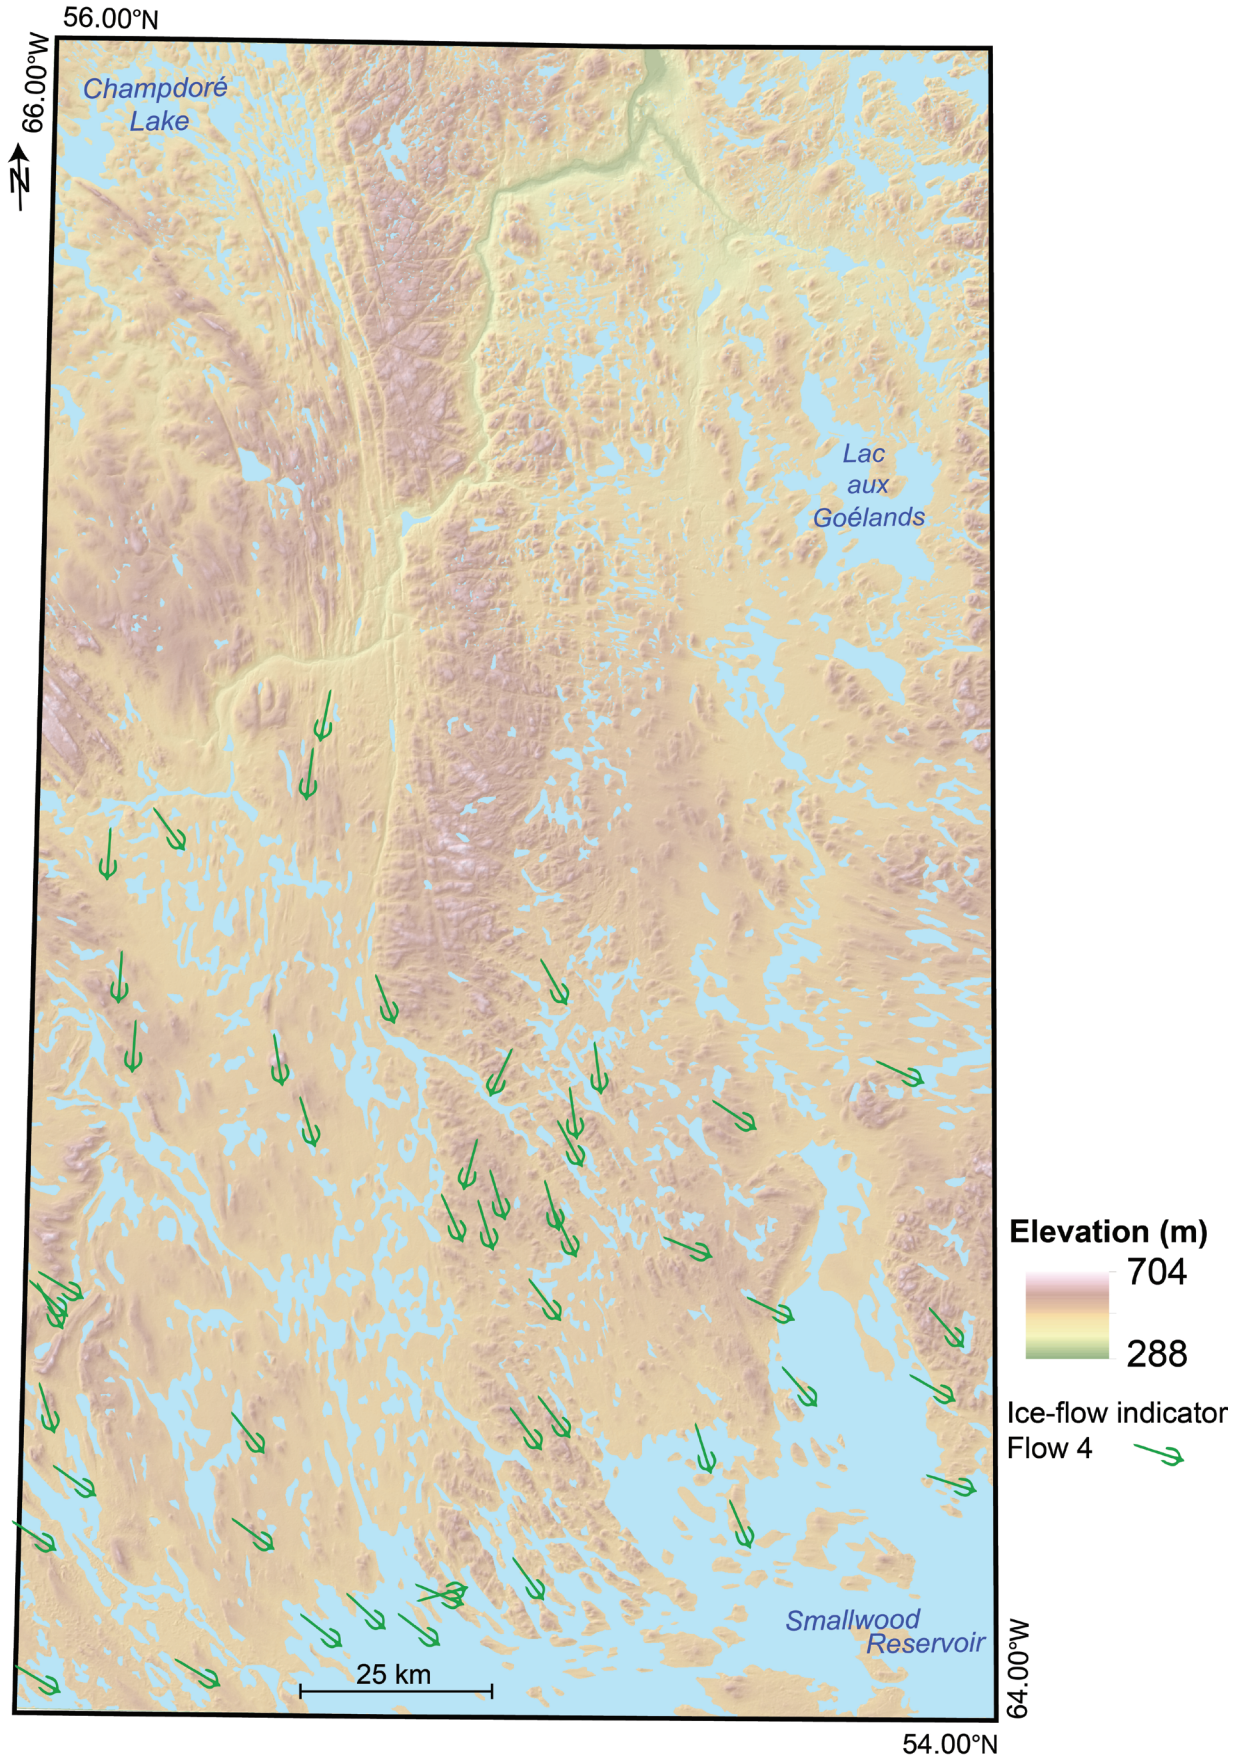 56.00°N
66.00°W
Champdoré
Lake
N
Lac
aux
Goélands
Elevation (m)
704
288
Ice-flow indicator
Flow 4
Smallwood
Reservoir
25 km
64.00°W
54.00°N